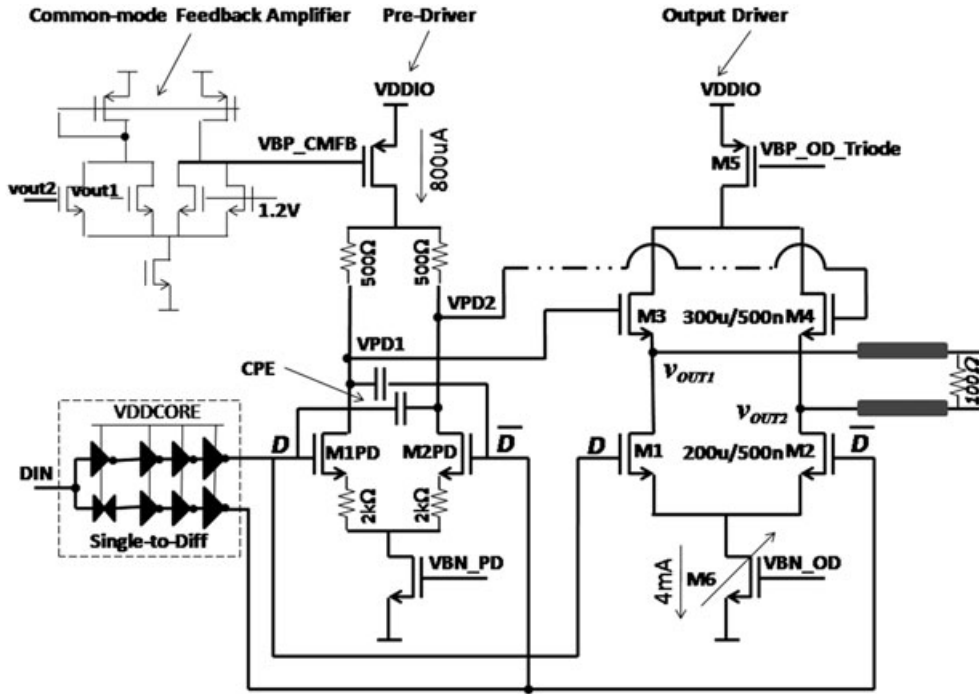 Common-mode Feedback Amplifier
Pre-Driver
Output Driver
VDDIO
VDDIO
VBP_CMFB
800uA
M5
VBP_OD_Triode
vout2
vout1
1.2V
500Ω
500Ω
VPD2
M3
300u/500n
M4
VPD1
CPE
vOUT1
100Ω
vOUT2
VDDCORE
DIN
Single-to-Diff
D
M1PD
M2PD
D̅
D
M1
200u/500n
M2
D̅
2kΩ
2kΩ
VBN_PD
4mA
M6
VBN_OD